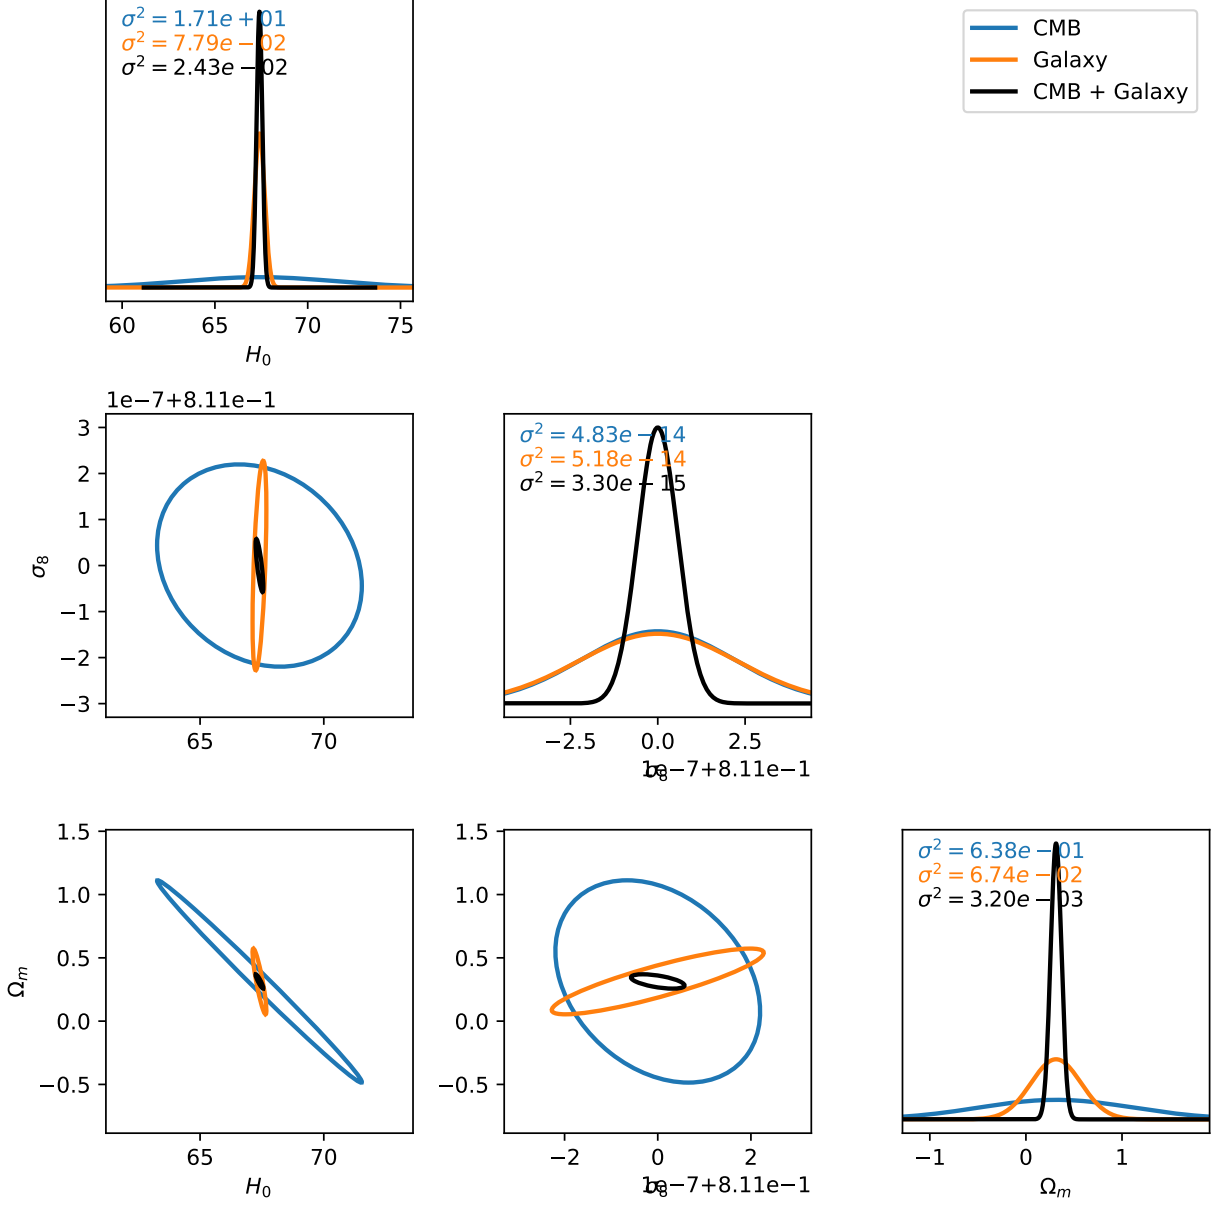 σ² = 1.71e + 01
σ² = 7.79e − 02
σ² = 2.43e − 02
60 65 70 75
H₀
CMB
Galaxy
CMB + Galaxy
1e−7+8.11e−1
3
2
1
0
−1
−2
−3
σ₈
65 70
σ² = 4.83e − 14
σ² = 5.18e − 14
σ² = 3.30e − 15
−2.5 0.0 2.5
σ₈
1e−7+8.11e−1
1.5
1.0
0.5
0.0
−0.5
Ωₘ
65 70
H₀
1.5
1.0
0.5
0.0
−0.5
−2 0 2
σ₈
1e−7+8.11e−1
σ² = 6.38e − 01
σ² = 6.74e − 02
σ² = 3.20e − 03
−1 0 1
Ωₘ